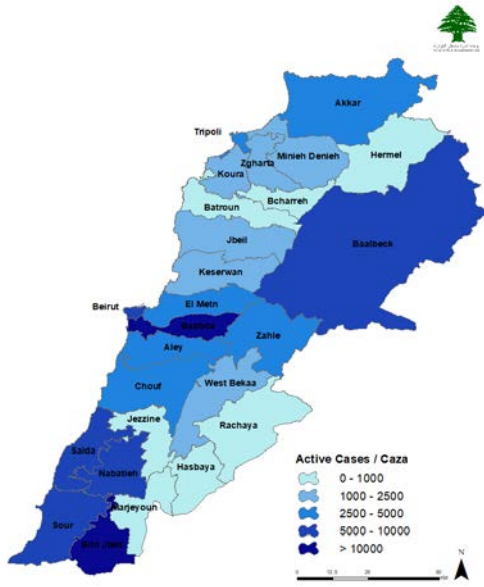 Akkar
Tripoli
Zgharta
Minieh Denieh
Hermel
Koura
Bcharreh
Batroun
Jbeil
Baalbeck
Keserwan
Beirut
El Metn
Baabda
Zahle
Aley
Chouf
West Bekaa
Jezzine
Rachaya
Saida
Nabatieh
Hasbaya
Marjeyoun
Sour
Bint Jbeil
Active Cases / Caza
0 - 1000
1000 - 2500
2500 - 5000
5000 - 10000
> 10000
N